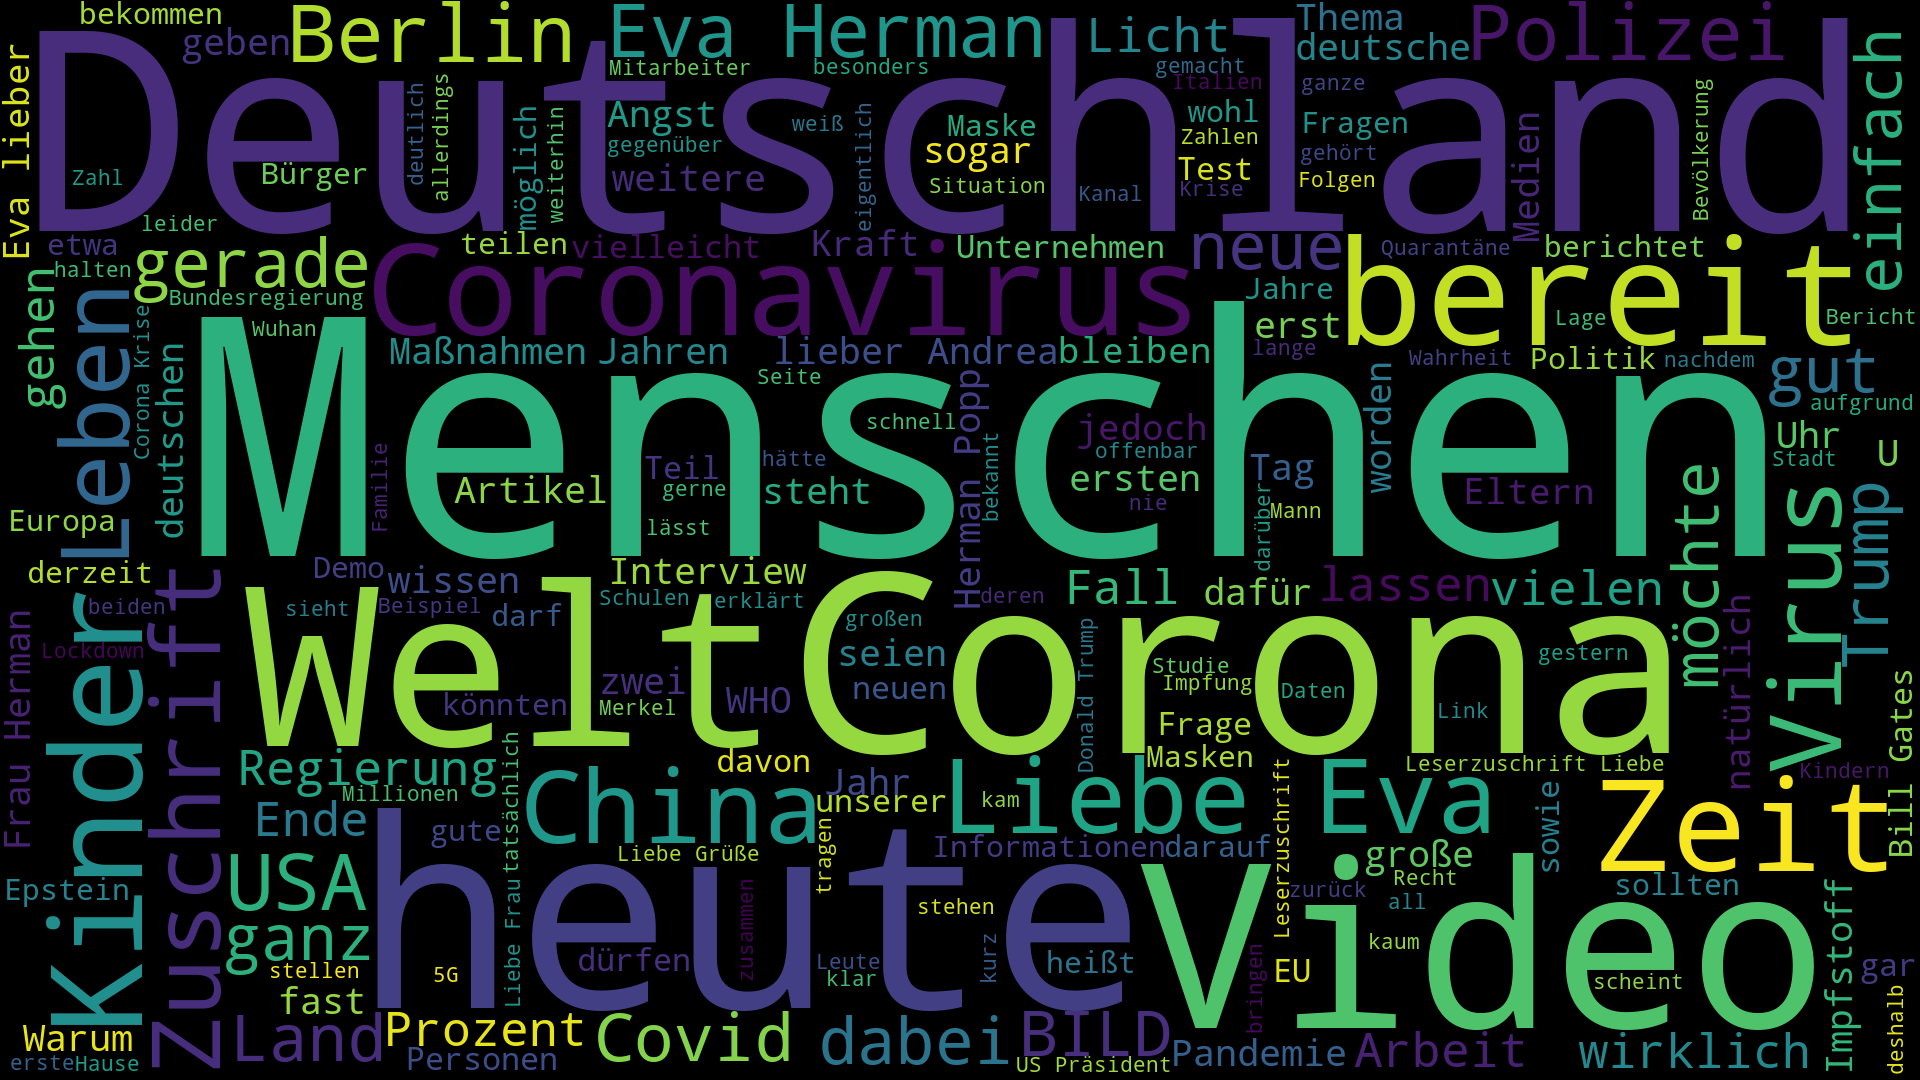 bekommen
geben
Berlin
Eva Herman
Licht
Thema
deutsche
Polizei
Eva lieber
Deutschland
Mitarbeiter
besonders
gemacht
Italien
ganze
einfach
Zahl
Bürger
deutlich
allerdings
möglich
weiterhin
Angst
gegenüber
weitere
weiß
eigentlich
Maske
sogar
Situation
Kanal
wohl
Zahlen
Test
Krise
Fragen
gehört
Folgen
Medien
Bevölkerung
leider
etwa
halten
gerade
Bundesregierung
Wuhan
teilen
vielleicht
Coronavirus
Kraft
Unternehmen
neue
Jahre
erst
lange
Quarantäne
berichtet
bereit
Lage
Bericht
gehen
Leben
Corona Krise
deutschen
Maßnahmen
Jahren
lieber
Andrea
bleiben
Wahrheit
Politik
nachdem
gut
aufgrund
Menschen
Seite
schnell
Herman Popp
jedoch
offenbar
worden
Uhr
U
Stadt
Familie
Artikel
Teil
gerne
hätte
steht
lässt
bekannt
ersten
nie
Tag
darüber
Mann
Eltern
möchte
Virus
Trump
Europa
derzeit
Demo
wissen
Interview
deren
Fall
dafür
lassen
vielen
beiden
sieht
Beispiel
darf
Schulen
erklärt
großen
Frau Herman
Lockdown
Kinder
Zuschrift
Welt
Corona
könnten
zwei
Merkel
WHO
seien
neuen
Donald Trump
Studie
Impfung
Frage
Masken
Daten
Link
gestern
natürlich
Bill Gates
Regierung
Millionen
tatsächlich
davon
Jahr
unserer
China
kam
Liebe
Leserzuschrift Liebe
Eva
Kindern
Zeit
Ende
gute
Liebe Grüße
tragen
Informationen
darauf
Leserzuschrift
große
Recht
sowie
Epstein
USA
ganz
heute
Liebe Frau
zusammen
stehen
zurück
all
Video
sollten
stellen
5G
dürfen
Leute
klar
kurz
heißt
bringen
EU
kaum
scheint
Impfstoff
gar
fast
Warum
erste
Hause
Land
Prozent
Personen
Covid
dabei
BILD
US Präsident
Pandemie
Arbeit
wirklich
deshalb